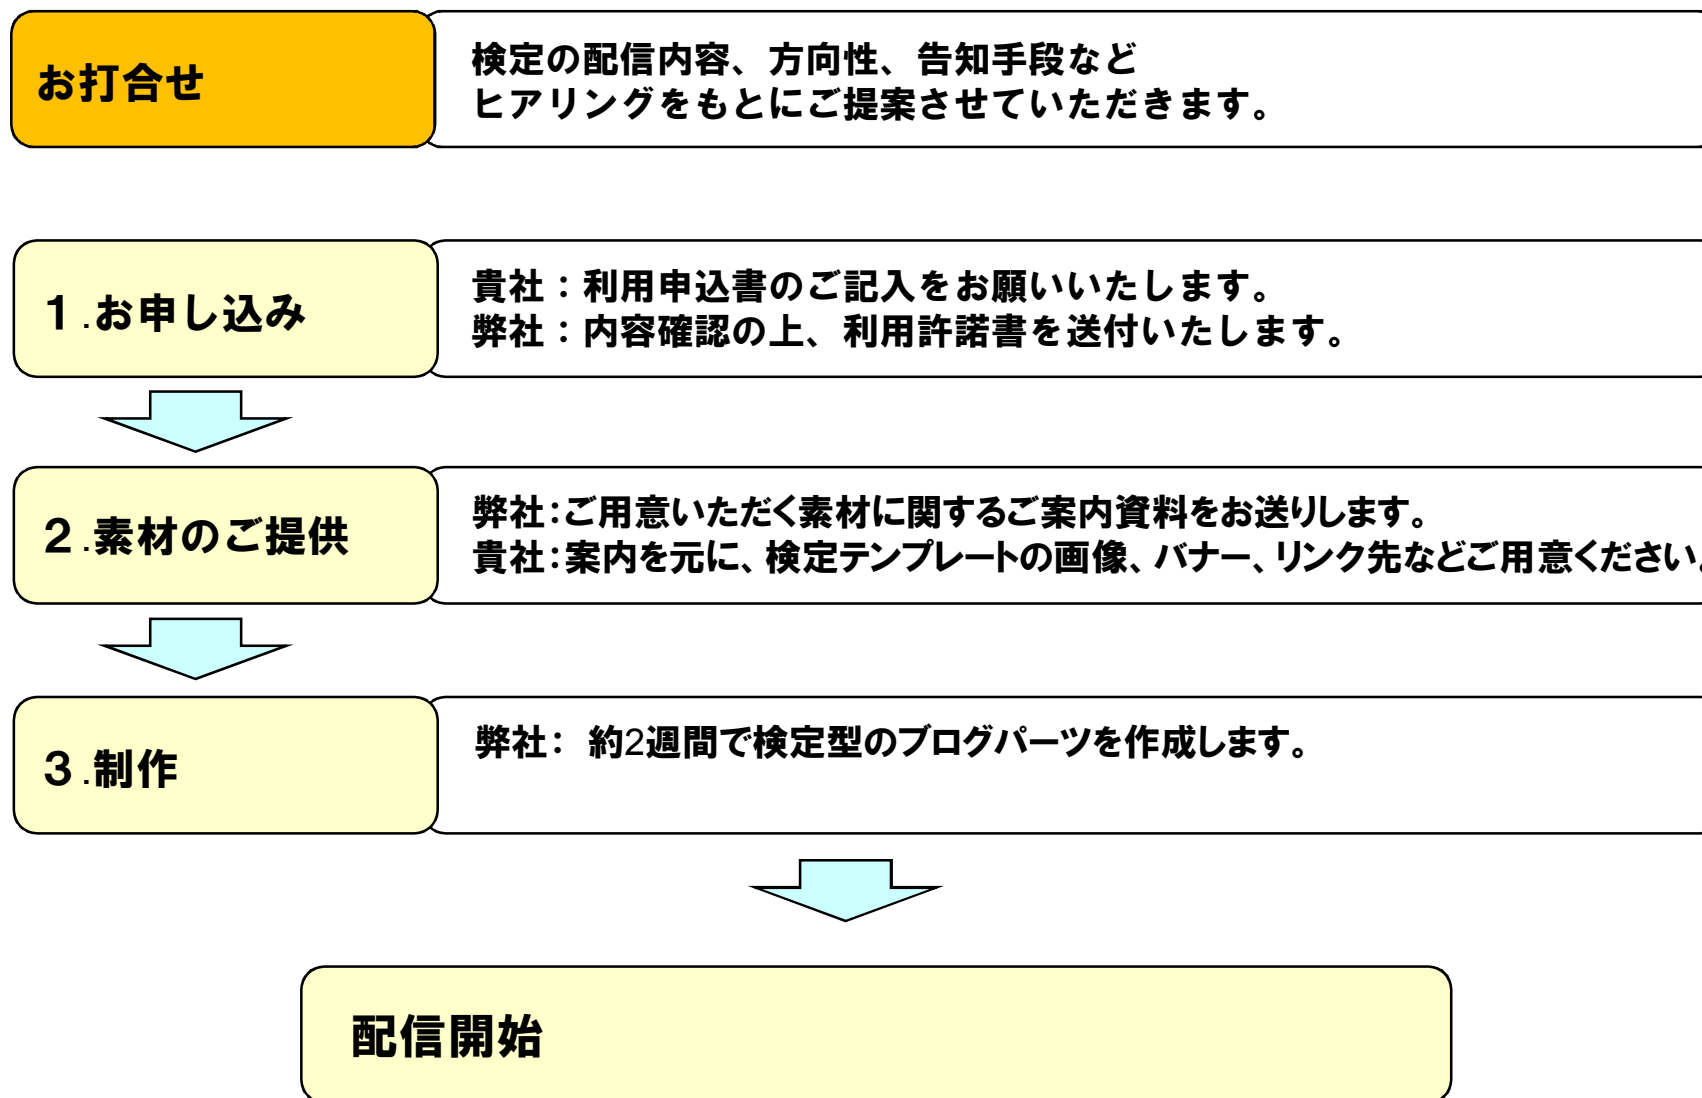 お打合せ
検定の配信内容、方向性、告知手段など
ヒアリングをもとにご提案させていただきます。
１.お申し込み
貴社：利用申込書のご記入をお願いいたします。
弊社：内容確認の上、利用許諾書を送付いたします。
２.素材のご提供
弊社：ご用意いただく素材に関するご案内資料をお送りします。
貴社：案内を元に、検定テンプレートの画像、バナー、リンク先などご用意ください。
３.制作
弊社： 約2週間で検定型のブログパーツを作成します。
配信開始